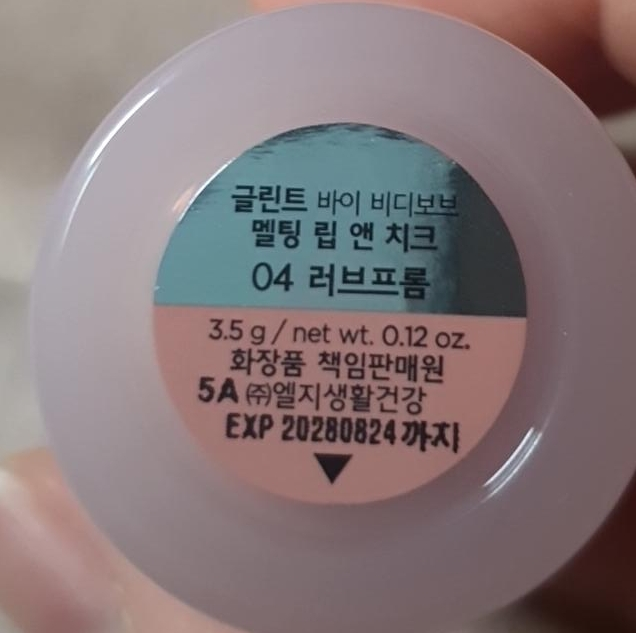 글린트 바이 비디보브
멜팅 립 앤 치크
04 러브프롬
3.5 g / net wt. 0.12 oz.
화장품 책임판매원
5A ㈜엘지생활건강
EXP 20280824 까지